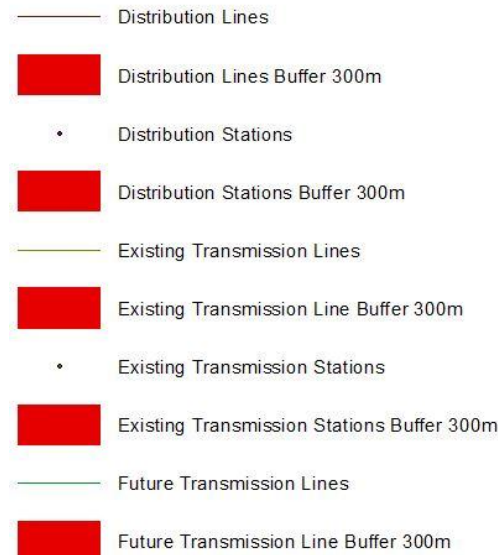 Distribution Lines
Distribution Lines Buffer 300m
Distribution Stations
Distribution Stations Buffer 300m
Existing Transmission Lines
Existing Transmission Line Buffer 300m
Existing Transmission Stations
Existing Transmission Stations Buffer 300m
Future Transmission Lines
Future Transmission Line Buffer 300m